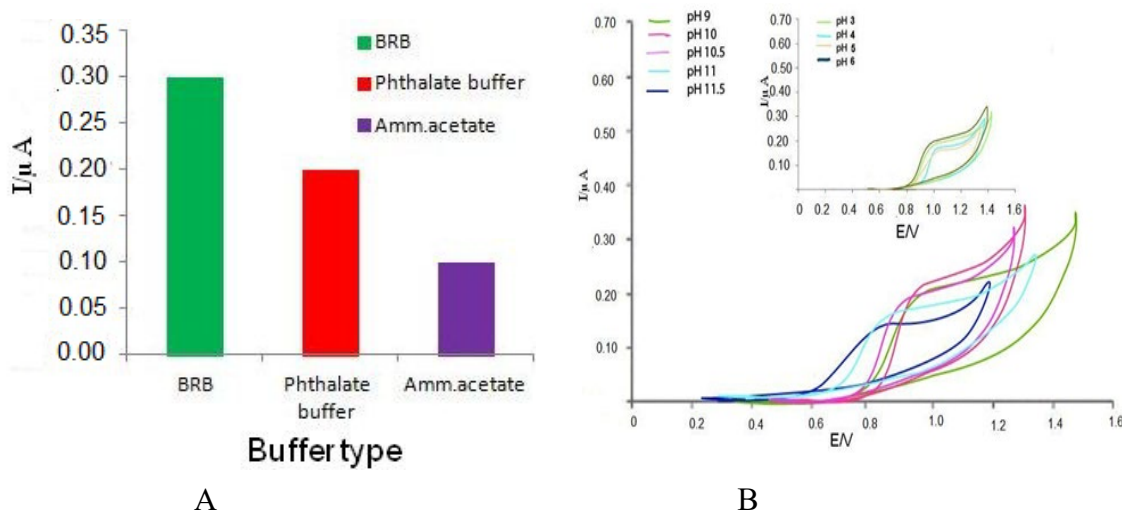 0.35
0.30
0.25
0.20
0.15
0.10
0.05
0.00
I/μ A
BRB
Phthalate buffer
Amm.acetate
BRB
Phthalate
buffer
Amm.acetate
Buffer type
A
0.70
0.60
0.50
0.40
0.30
0.20
0.10
I/μ A
pH 9
pH 10
pH 10.5
pH 11
pH 11.5
0.70
0.60
0.50
0.40
0.30
0.20
0.10
I/μ A
pH 3
pH 4
pH 5
pH 6
0 0.2 0.4 0.6 0.8 1.0 1.2 1.4 1.6
E/V
0 0.2 0.4 0.6 0.8 1.0 1.2 1.4 1.6
E/V
B